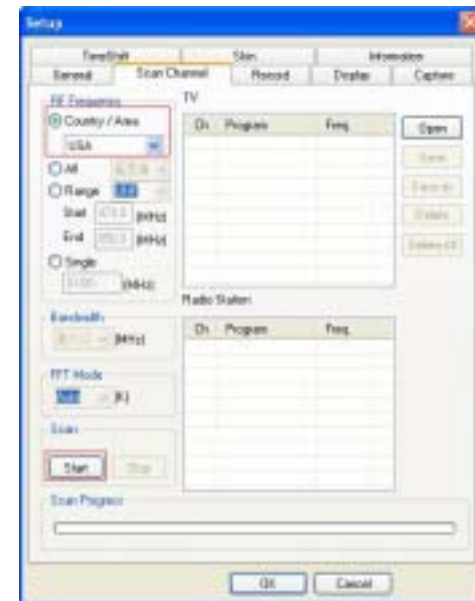 Setup
TimeShift Skin Information
General Scan Channel Record Display Capture
RF Frequency
Country / Area
USA
All
Range
Start [MHz]
End [MHz]
Single
[MHz]
Bandwidth
[MHz]
FFT Mode
Auto [K]
Scan
Start Stop
TV
Ch Program Freq.
Open
Save
Save as
Delete
Delete All
Radio Station
Ch Program Freq.
Scan Progress
OK Cancel